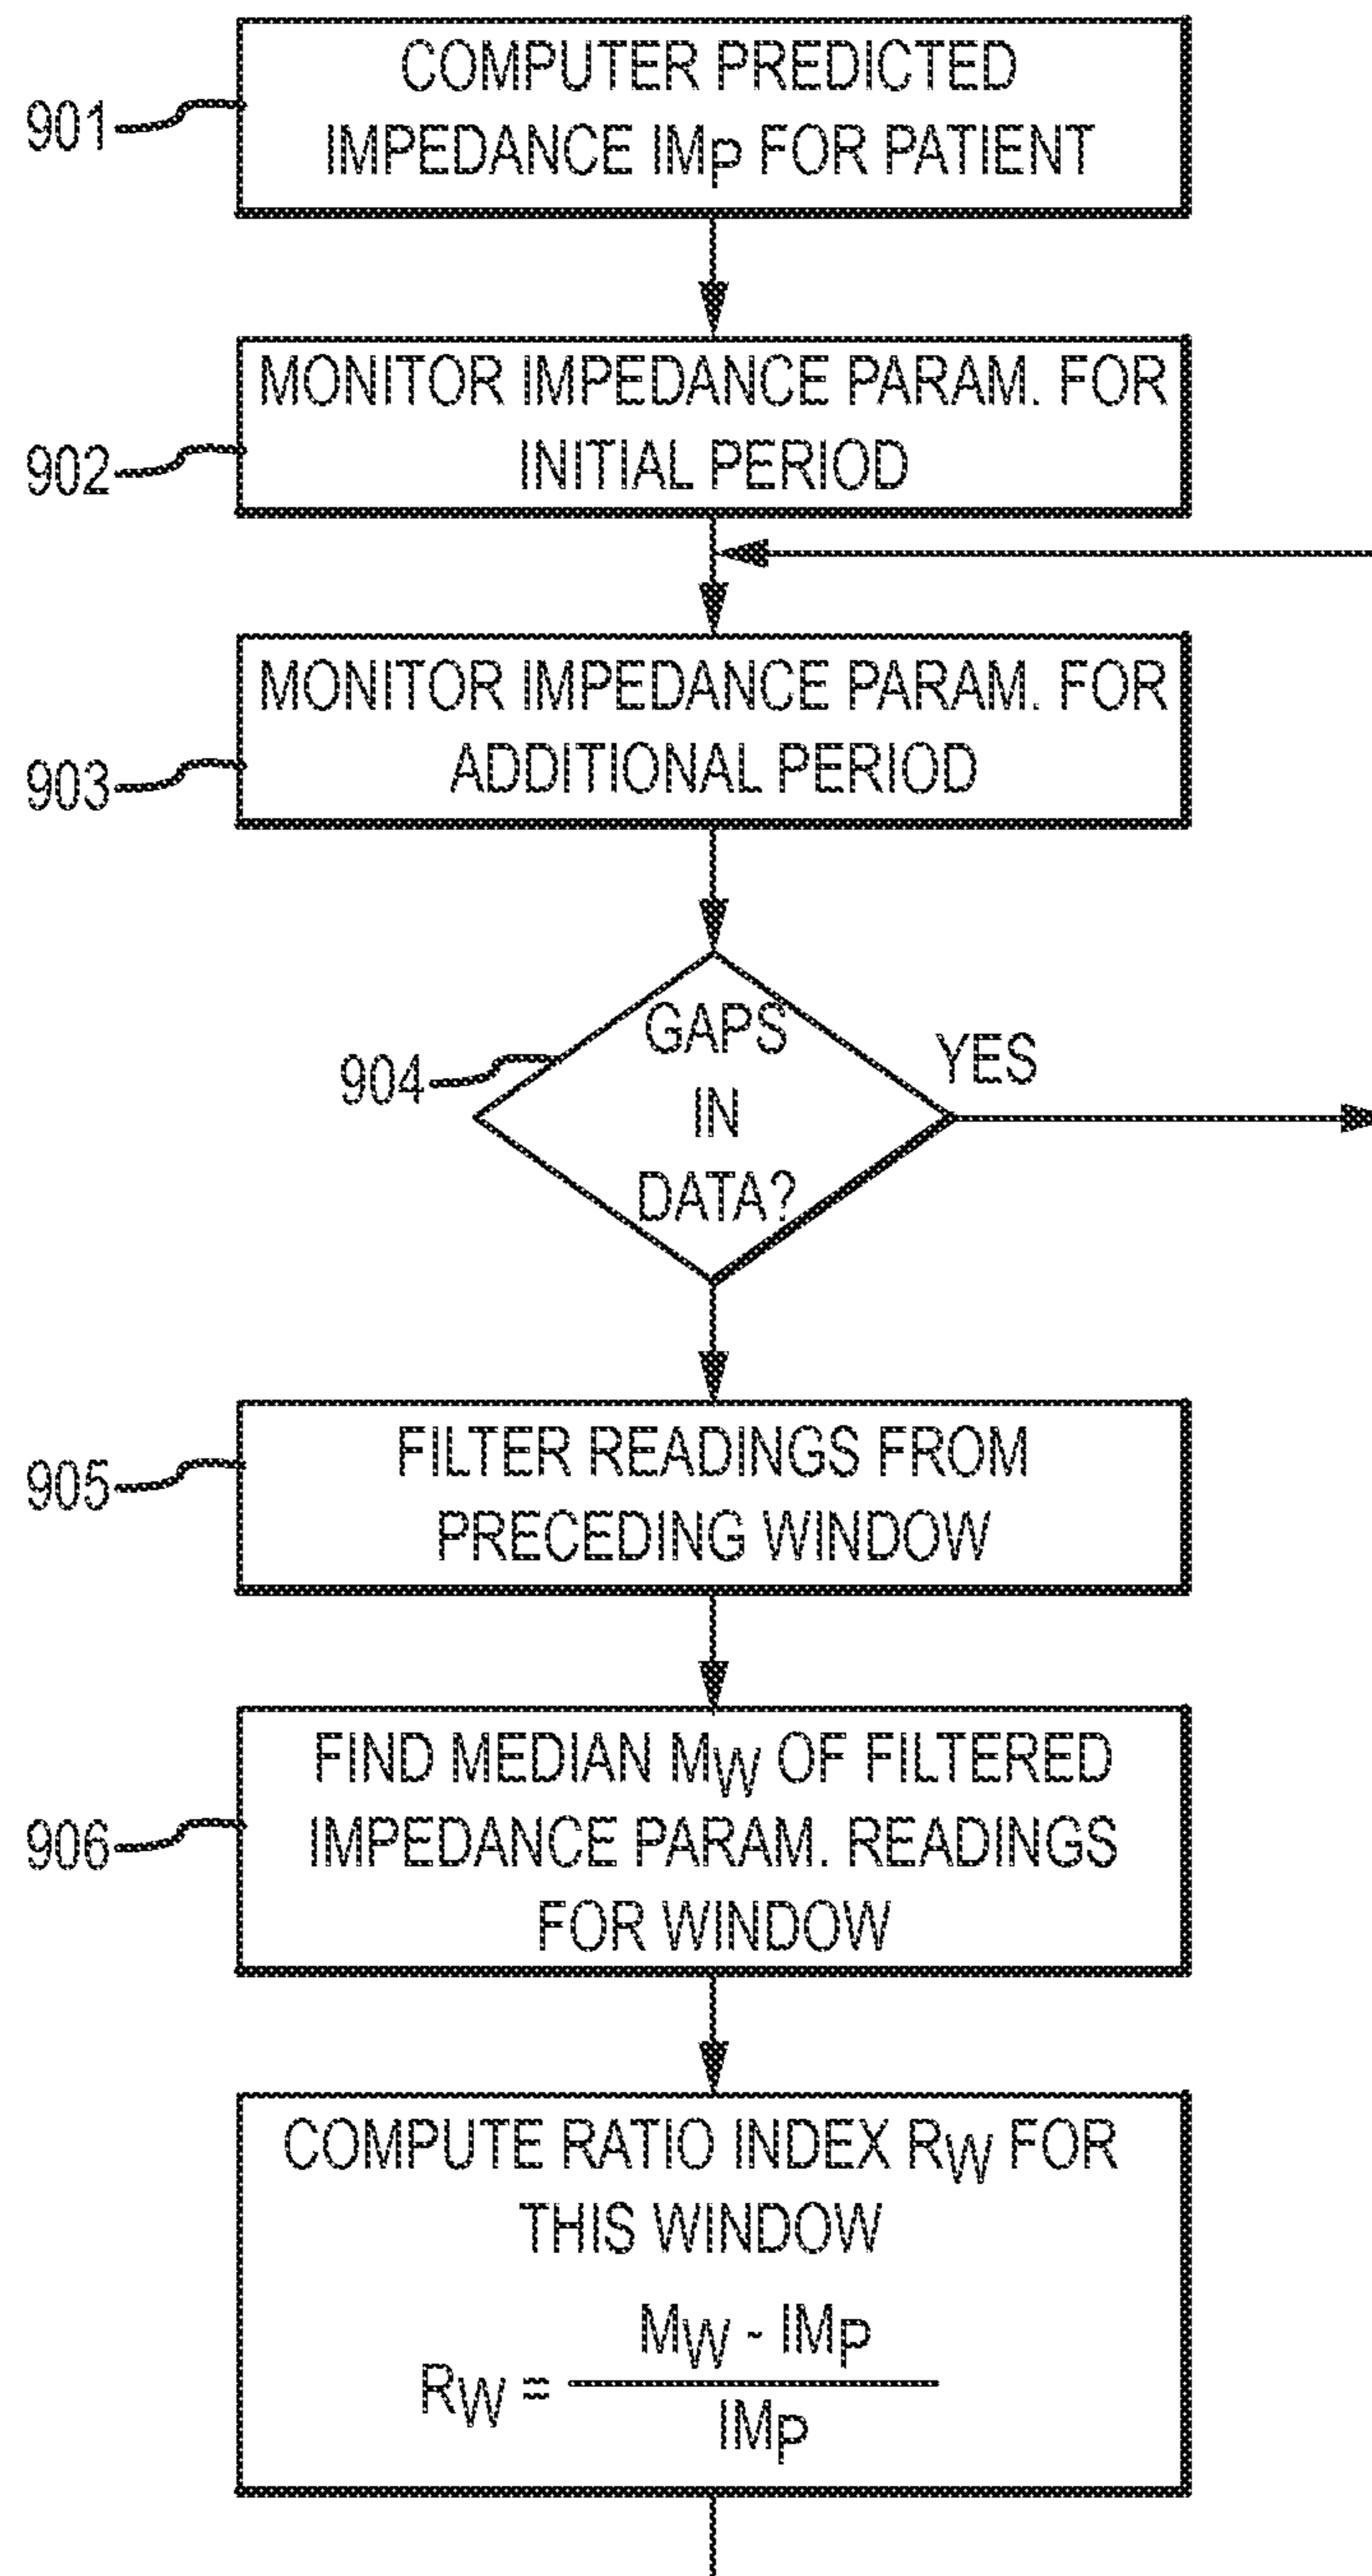 901
COMPUTER PREDICTED
IMPEDANCE IMP FOR PATIENT
902
MONITOR IMPEDANCE PARAM. FOR
INITIAL PERIOD
903
MONITOR IMPEDANCE PARAM. FOR
ADDITIONAL PERIOD
904
GAPS
IN
DATA?
YES
905
FILTER READINGS FROM
PRECEDING WINDOW
906
FIND MEDIAN MW OF FILTERED
IMPEDANCE PARAM. READINGS
FOR WINDOW
COMPUTE RATIO INDEX RW FOR
THIS WINDOW
MW - IMP
RW =
IMP